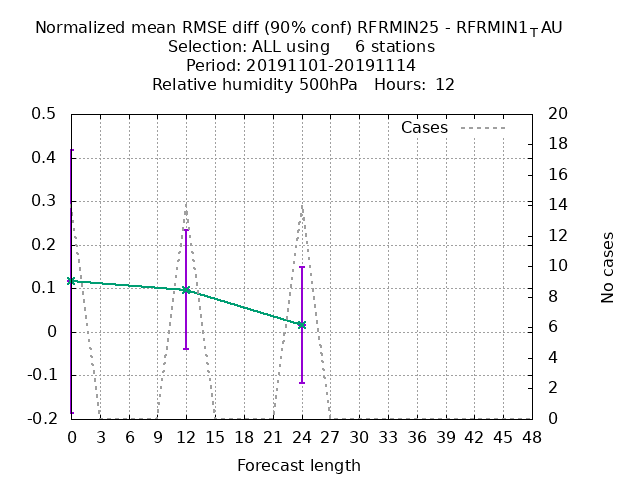 Normalized mean RMSE diff (90% conf) RFRMIN25 - RFRMIN1TAU
Selection: ALL using 6 stations
Period: 20191101-20191114
Relative humidity 500hPa Hours: 12
Cases
0.5
0.4
0.3
0.2
0.1
0
-0.1
-0.2
20
18
16
14
12
10
8
6
4
2
0
No cases
0 3 6 9 12 15 18 21 24 27 30 33 36 39 42 45 48
Forecast length